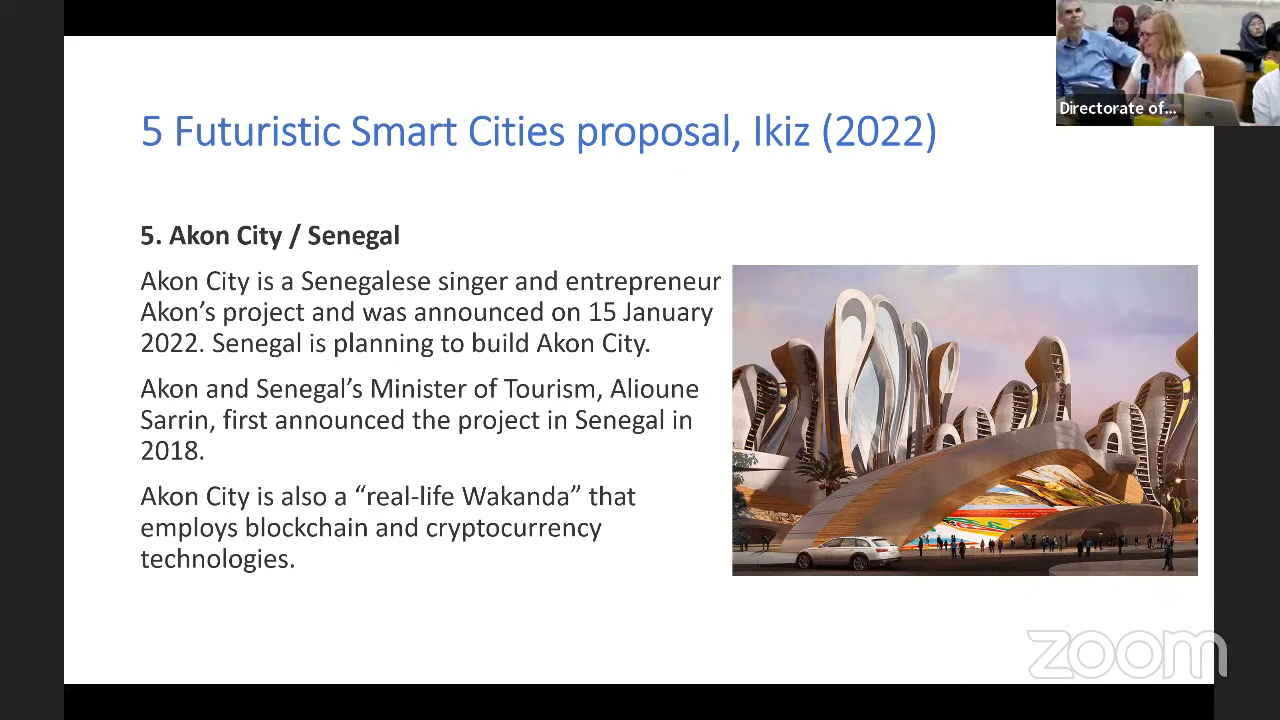 Directorate of...
5 Futuristic Smart Cities proposal, Ikiz (2022)
5. Akon City / Senegal
Akon City is a Senegalese singer and entrepreneur
Akon’s project and was announced on 15 January
2022. Senegal is planning to build Akon City.
Akon and Senegal’s Minister of Tourism, Alioune
Sarrin, first announced the project in Senegal in
2018.
Akon City is also a “real-life Wakanda” that
employs blockchain and cryptocurrency
technologies.
zoom